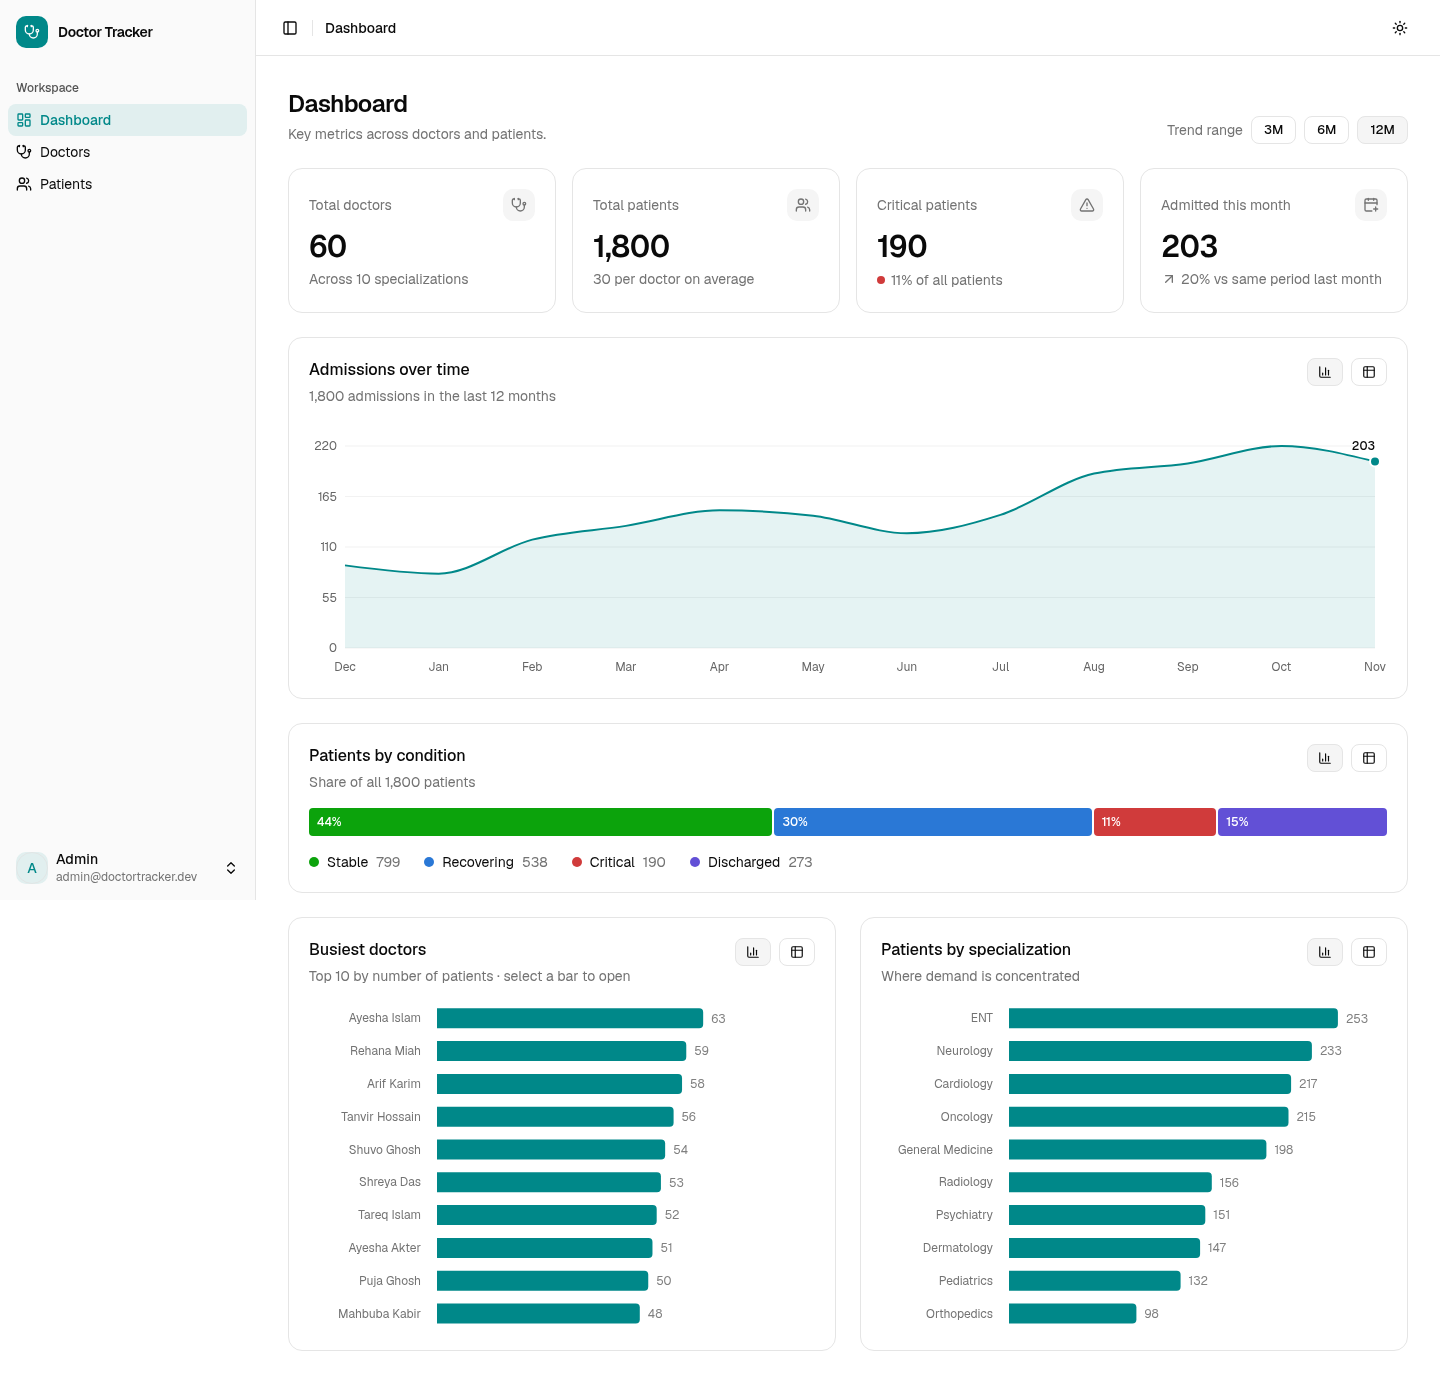 Doctor Tracker
Workspace
Dashboard
Doctors
Patients
A
Admin
admin@doctortracker.dev
Dashboard
Dashboard
Key metrics across doctors and patients.
Trend range 3M 6M 12M
Total doctors
60
Across 10 specializations
Total patients
1,800
30 per doctor on average
Critical patients
190
11% of all patients
Admitted this month
203
20% vs same period last month
Admissions over time
1,800 admissions in the last 12 months
220
165
110
55
0
203
Dec Jan Feb Mar Apr May Jun Jul Aug Sep Oct Nov
Patients by condition
Share of all 1,800 patients
44% 30% 11% 15%
Stable 799 Recovering 538 Critical 190 Discharged 273
Busiest doctors
Top 10 by number of patients · select a bar to open
Ayesha Islam 63
Rehana Miah 59
Arif Karim 58
Tanvir Hossain 56
Shuvo Ghosh 54
Shreya Das 53
Tareq Islam 52
Ayesha Akter 51
Puja Ghosh 50
Mahbuba Kabir 48
Patients by specialization
Where demand is concentrated
ENT 253
Neurology 233
Cardiology 217
Oncology 215
General Medicine 198
Radiology 156
Psychiatry 151
Dermatology 147
Pediatrics 132
Orthopedics 98